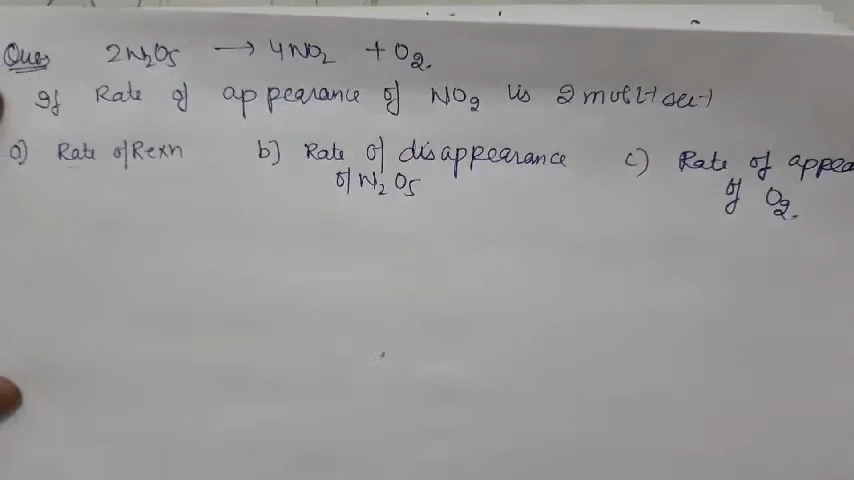 Ques 2N₂O₅ → 4NO₂ + O₂.
If Rate of appearance of NO₂ is 2 mol L-1 sec-1
a) Rate of Rexn b) Rate of disappearance of N₂O₅ c) Rate of appea of O₂.